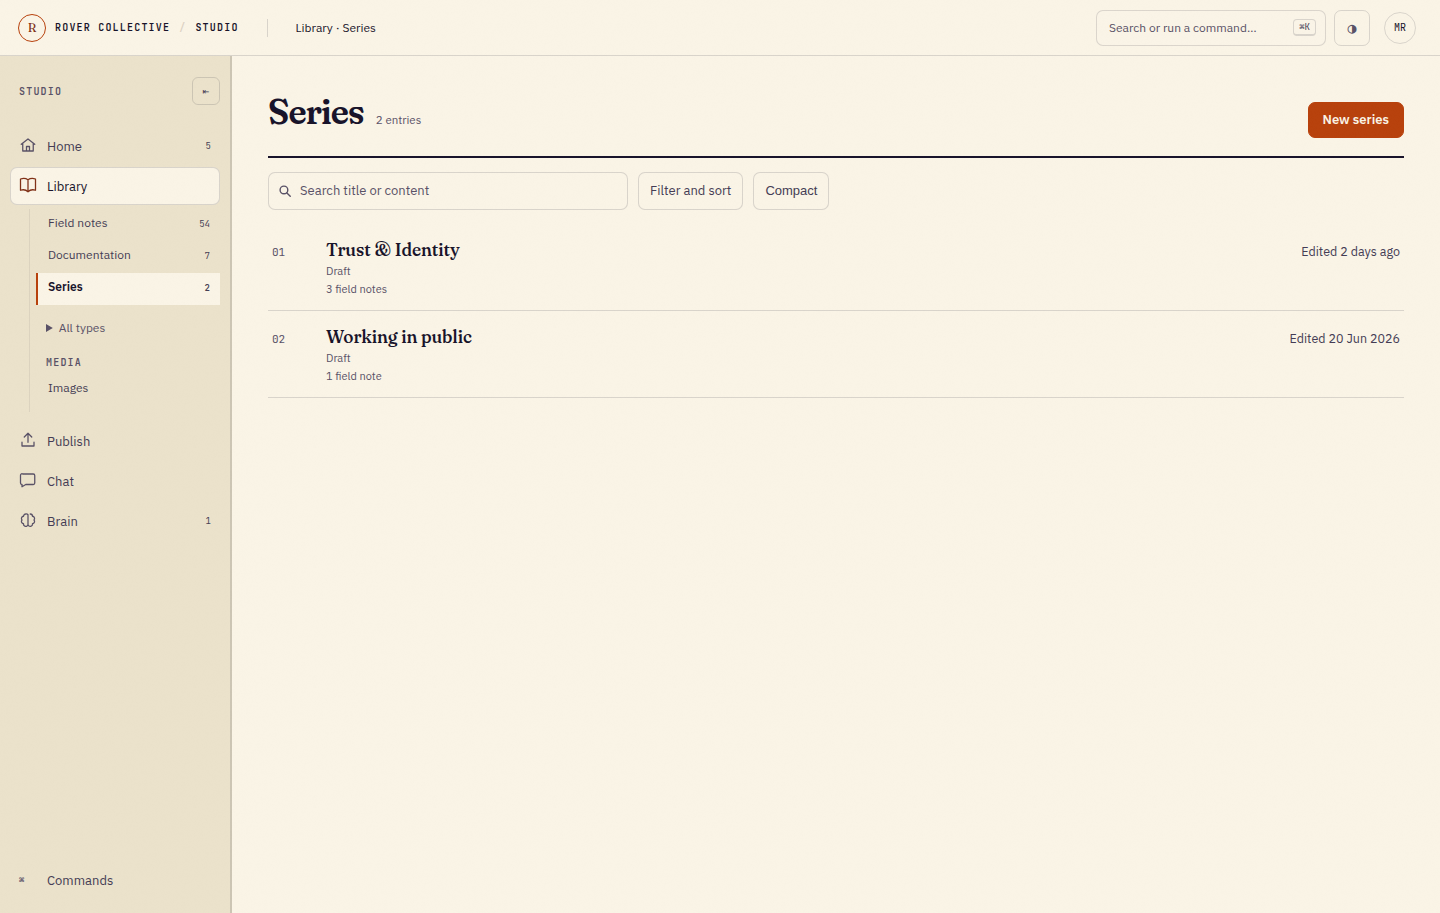 R ROVER COLLECTIVE / STUDIO
Library · Series
Search or run a command... ⌘K
◑
MR
STUDIO
⇤
Home 5
Library
Field notes 54
Documentation 7
Series 2
▶ All types
MEDIA
Images
Publish
Chat
Brain 1
⌘ Commands
Series 2 entries
New series
Search title or content
Filter and sort
Compact
01 Trust & Identity Edited 2 days ago
Draft
3 field notes
02 Working in public Edited 20 Jun 2026
Draft
1 field note